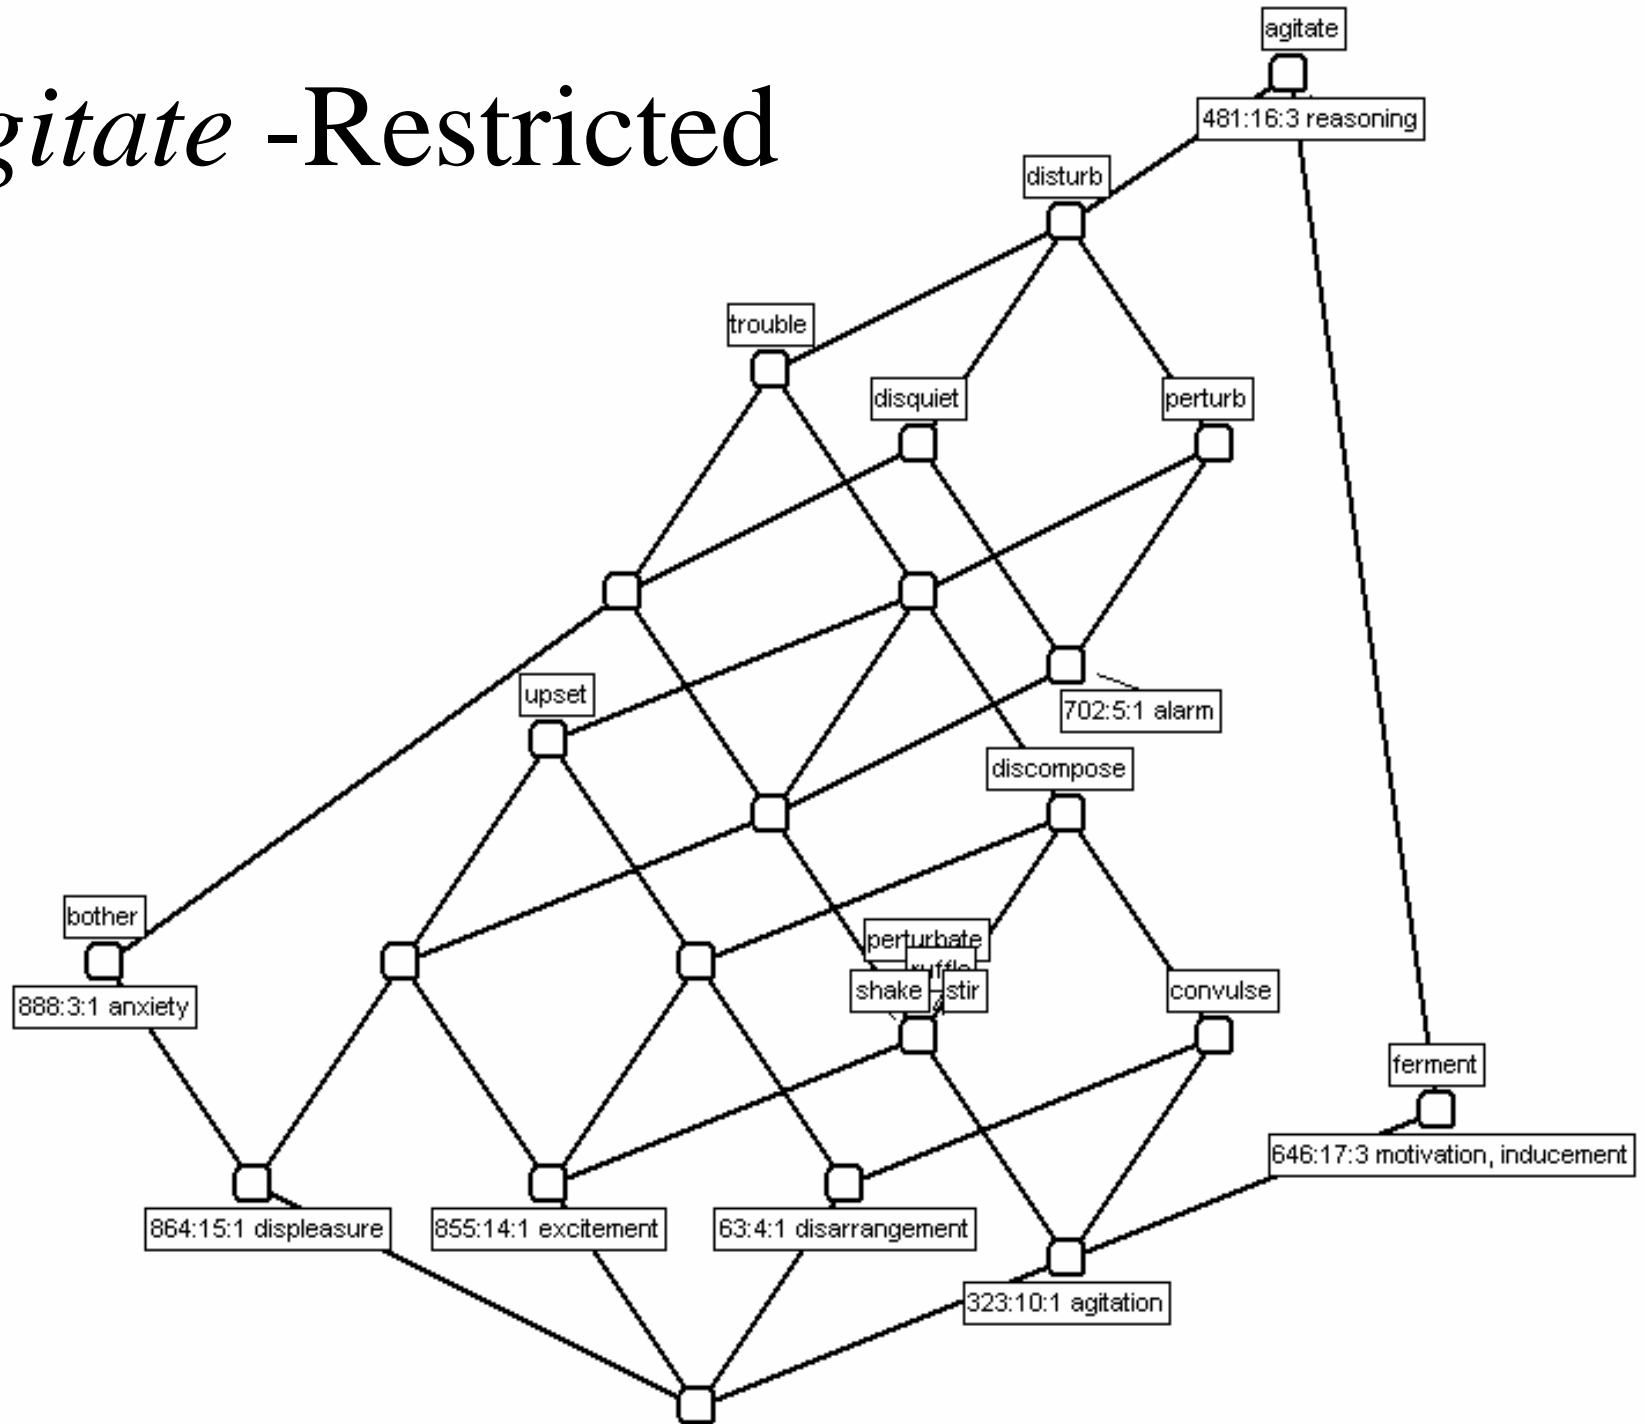 gitate -Restricted
agitate
481:16:3 reasoning
disturb
trouble
disquiet
perturb
upset
702:5:1 alarm
discompose
bother
perturbate
ruffle
888:3:1 anxiety
shake
stir
convulse
ferment
646:17:3 motivation, inducement
864:15:1 displeasure
855:14:1 excitement
63:4:1 disarrangement
323:10:1 agitation